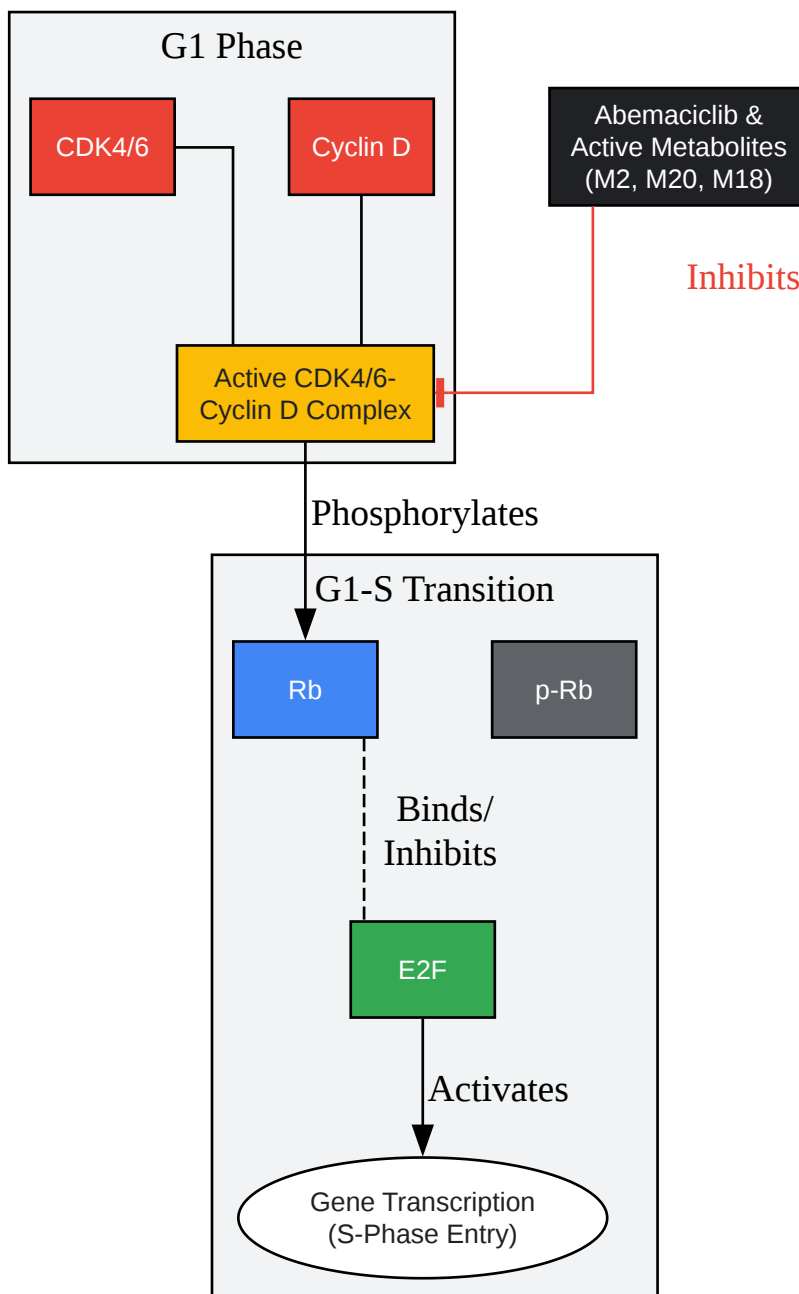 G1 Phase
CDK4/6
Cyclin D
Abemaciclib &
Active Metabolites
(M2, M20, M18)
Inhibits
Active CDK4/6-
Cyclin D Complex
Phosphorylates
G1-S Transition
Rb
p-Rb
Binds/
Inhibits
E2F
Activates
Gene Transcription
(S-Phase Entry)